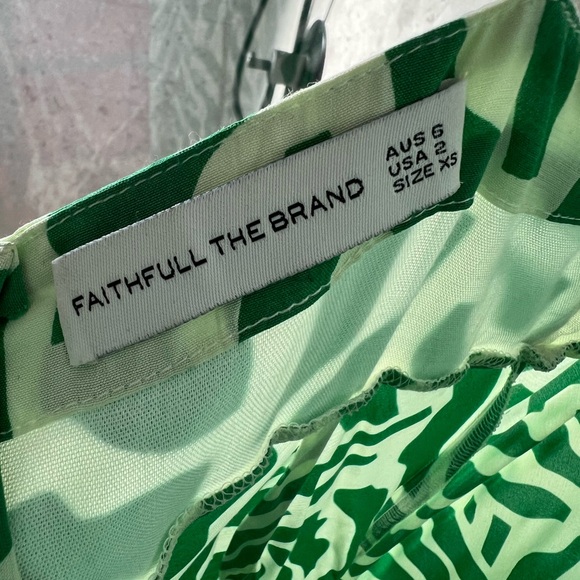 FAITHFULL THE BRAND
AUS 6
USA 2
SIZE XS